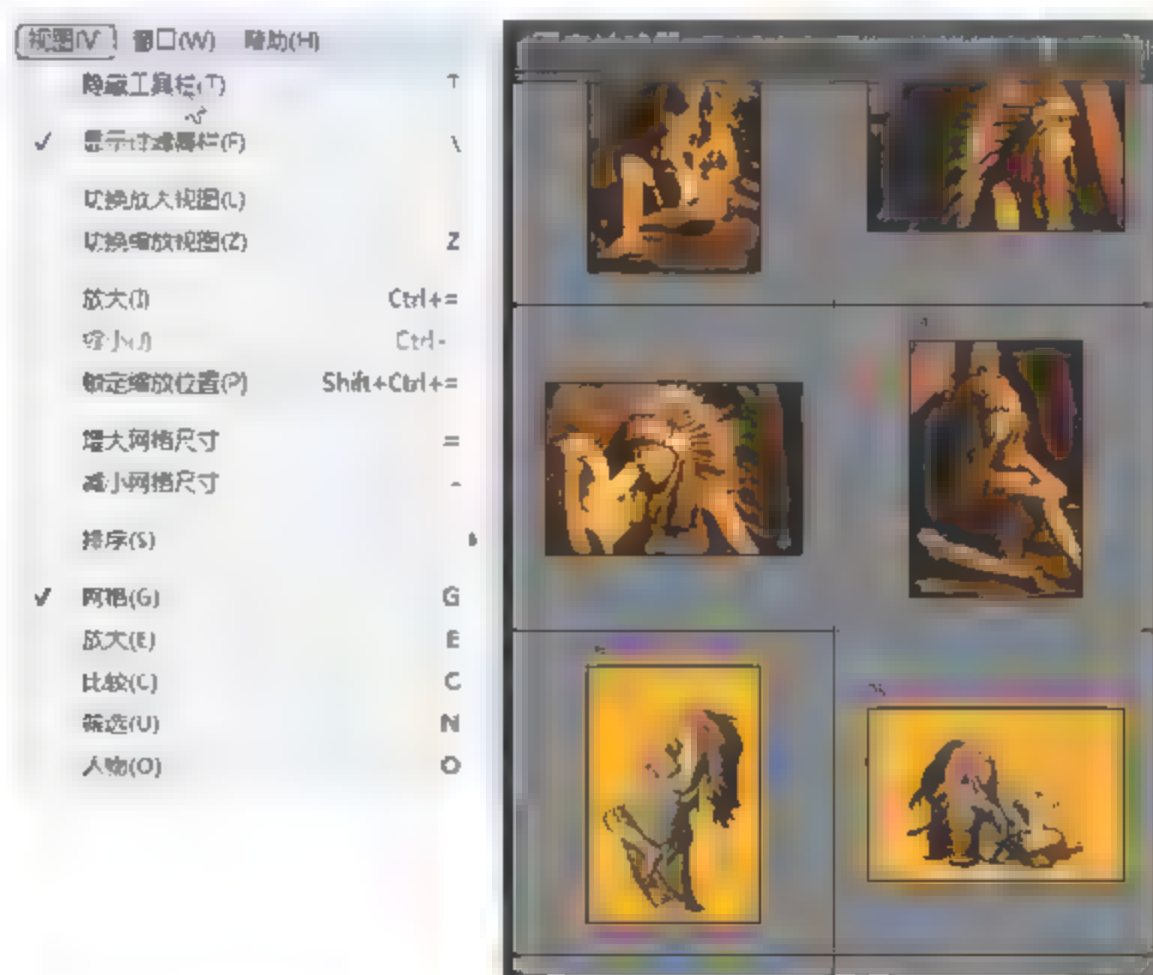 视图(V) 窗口(W) 帮助(H)
隐藏工具栏(T) T
✓ 显示过滤器栏(F) \
切换放大视图(L)
切换缩放视图(Z) Z
放大(I) Ctrl+=
缩小(U) Ctrl-
锁定缩放位置(P) Shift+Ctrl+=
增大网格尺寸 =
减小网格尺寸 -
排序(S)
✓ 网格(G) G
放大(E) E
比较(C) C
筛选(U) N
人物(O) O